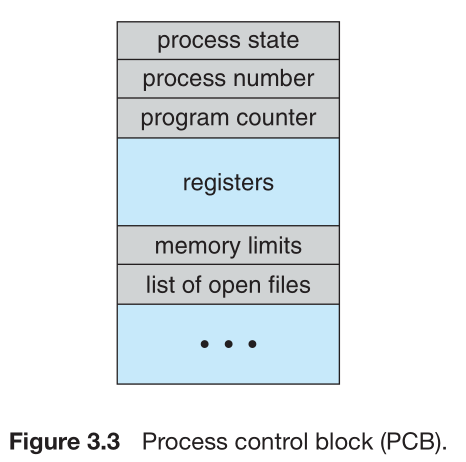 process state
process number
program counter
registers
memory limits
list of open files
• • •
Figure 3.3 Process control block (PCB).